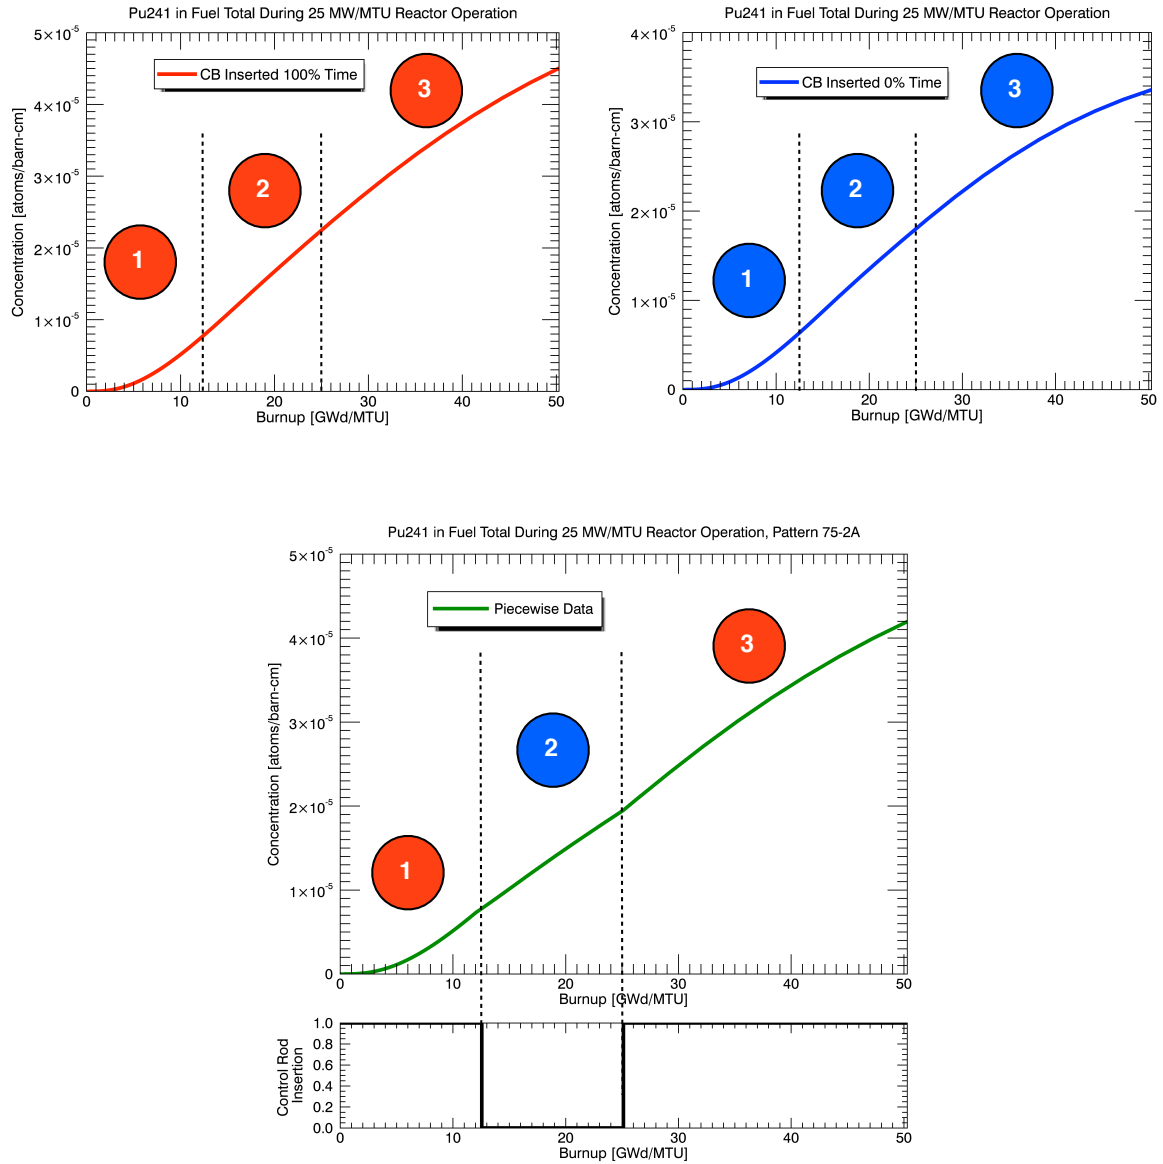 Pu241 in Fuel Total During 25 MW/MTU Reactor Operation
5×10⁻⁵
4×10⁻⁵
3×10⁻⁵
2×10⁻⁵
1×10⁻⁵
0
Concentration [atoms/barn-cm]
CB Inserted 100% Time
1
2
3
0 10 20 30 40 50
Burnup [GWd/MTU]
Pu241 in Fuel Total During 25 MW/MTU Reactor Operation
4×10⁻⁵
3×10⁻⁵
2×10⁻⁵
1×10⁻⁵
0
Concentration [atoms/barn-cm]
CB Inserted 0% Time
1
2
3
0 10 20 30 40 50
Burnup [GWd/MTU]
Pu241 in Fuel Total During 25 MW/MTU Reactor Operation, Pattern 75-2A
5×10⁻⁵
4×10⁻⁵
3×10⁻⁵
2×10⁻⁵
1×10⁻⁵
0
Concentration [atoms/barn-cm]
Piecewise Data
1
2
3
0 10 20 30 40 50
Burnup [GWd/MTU]
1.0
0.8
0.6
0.4
0.2
0.0
Control Rod
Insertion
0 10 20 30 40 50